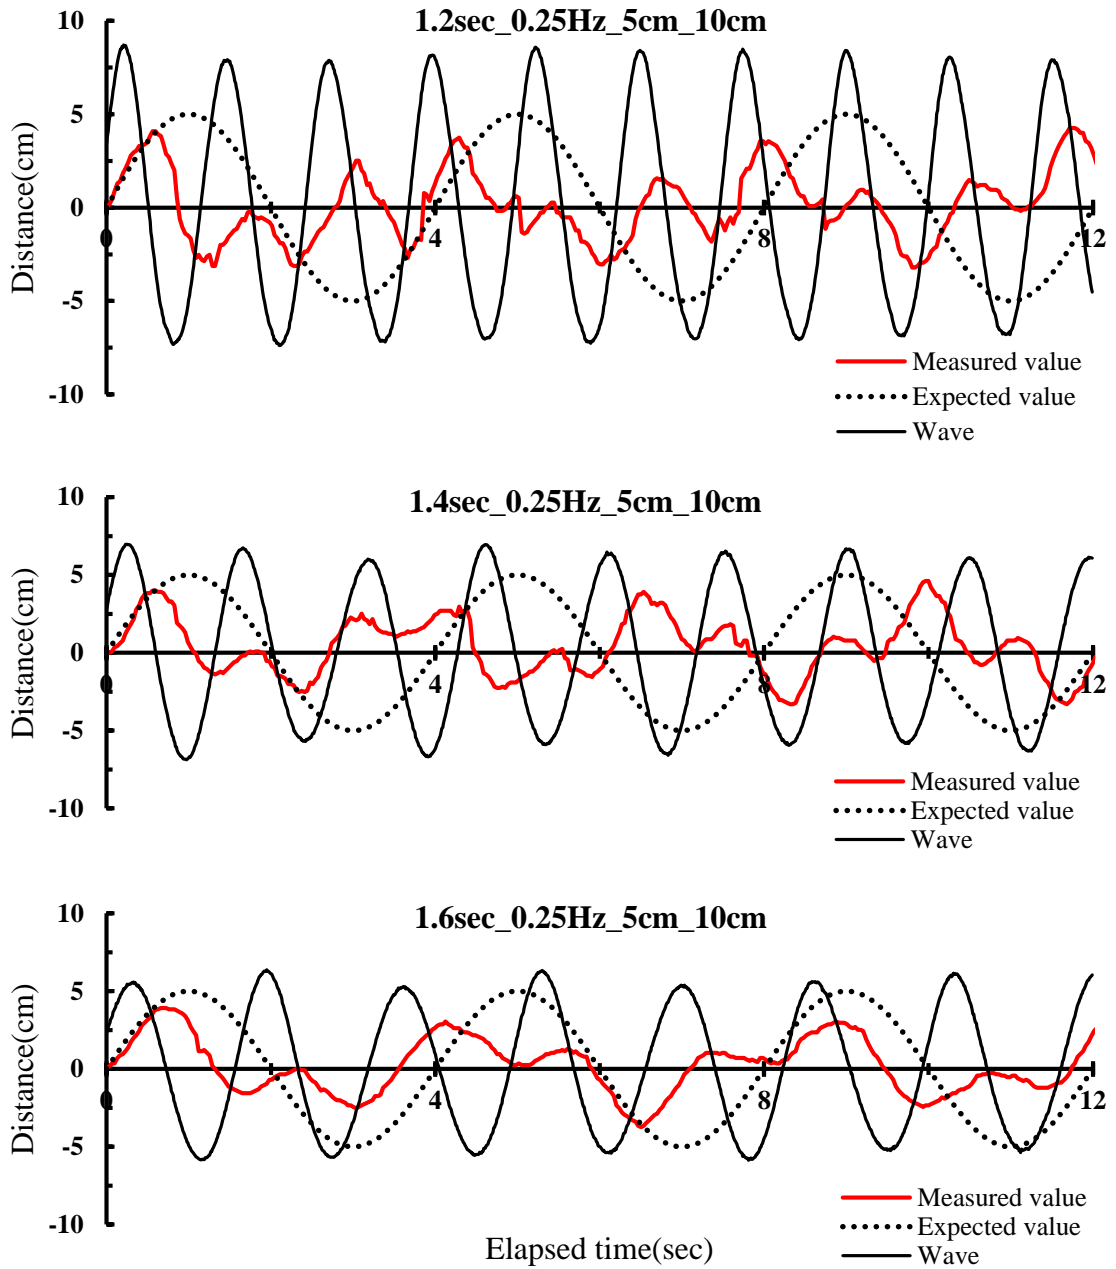 1.2sec_0.25Hz_5cm_10cm
10
5
0
-5
-10
Distance(cm)
0
4
8
12
Measured value
Expected value
Wave
1.4sec_0.25Hz_5cm_10cm
10
5
0
-5
-10
Distance(cm)
0
4
8
12
Measured value
Expected value
Wave
1.6sec_0.25Hz_5cm_10cm
10
5
0
-5
-10
Distance(cm)
0
4
8
12
Measured value
Expected value
Wave
Elapsed time(sec)